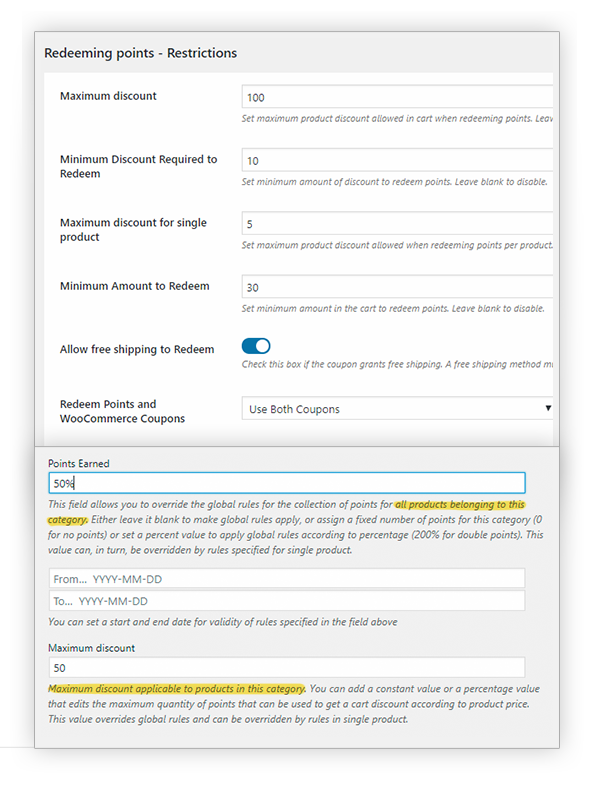 Redeeming points - Restrictions
Maximum discount
100
Set maximum product discount allowed in cart when redeeming points. Leav
Minimum Discount Required to
Redeem
10
Set minimum amount of discount to redeem points. Leave blank to disable.
Maximum discount for single
product
5
Set maximum product discount allowed when redeeming points per product.
Minimum Amount to Redeem
30
Set minimum amount in the cart to redeem points. Leave blank to disable.
Allow free shipping to Redeem
Check this box if the coupon grants free shipping. A free shipping method m
Redeem Points and
WooCommerce Coupons
Use Both Coupons
Points Earned
50%
This field allows you to override the global rules for the collection of points for all products belonging to this
category. Either leave it blank to make global rules apply, or assign a fixed number of points for this category (0
for no points) or set a percent value to apply global rules according to percentage (200% for double points). This
value can, in turn, be overridden by rules specified for single product.
From... YYYY-MM-DD
To... YYYY-MM-DD
You can set a start and end date for validity of rules specified in the field above
Maximum discount
50
Maximum discount applicable to products in this category. You can add a constant value or a percentage value
that edits the maximum quantity of points that can be used to get a cart discount according to product price.
This value overrides global rules and can be overridden by rules in single product.